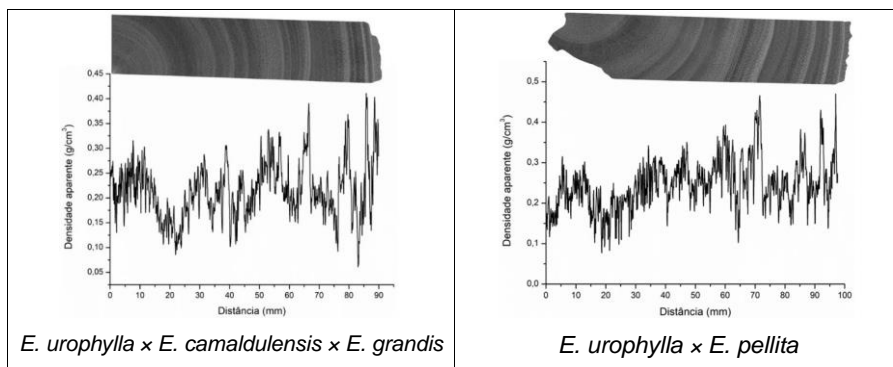 0,45
0,40
0,35
0,30
0,25
0,20
0,15
0,10
0,05
Densidade aparente (g/cm³)
0 10 20 30 40 50 60 70 80 90
Distância (mm)
E. urophylla × E. camaldulensis × E. grandis
0,5
0,4
0,3
0,2
0,1
0,0
Densidade aparente (g/cm³)
0 10 20 30 40 50 60 70 80 90 100
Distância (mm)
E. urophylla × E. pellita